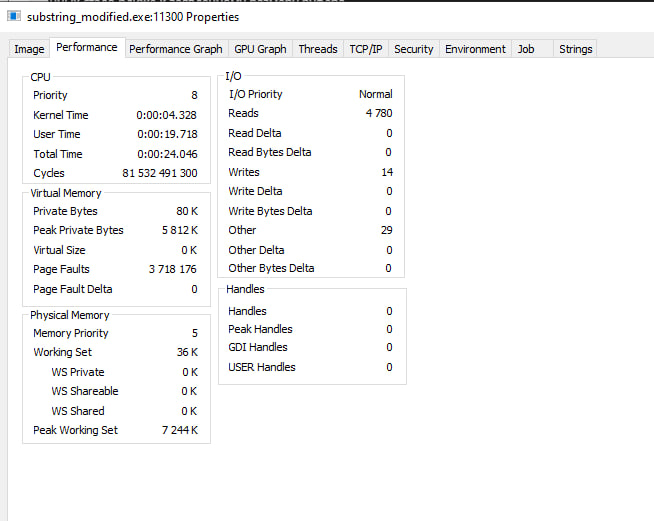 substring_modified.exe:11300 Properties
Image Performance Performance Graph GPU Graph Threads TCP/IP Security Environment Job Strings
CPU
Priority 8
Kernel Time 0:00:04.328
User Time 0:00:19.718
Total Time 0:00:24.046
Cycles 81 532 491 300
Virtual Memory
Private Bytes 80 K
Peak Private Bytes 5 812 K
Virtual Size 0 K
Page Faults 3 718 176
Page Fault Delta 0
Physical Memory
Memory Priority 5
Working Set 36 K
WS Private 0 K
WS Shareable 0 K
WS Shared 0 K
Peak Working Set 7 244 K
I/O
I/O Priority Normal
Reads 4 780
Read Delta 0
Read Bytes Delta 0
Writes 14
Write Delta 0
Write Bytes Delta 0
Other 29
Other Delta 0
Other Bytes Delta 0
Handles
Handles 0
Peak Handles 0
GDI Handles 0
USER Handles 0